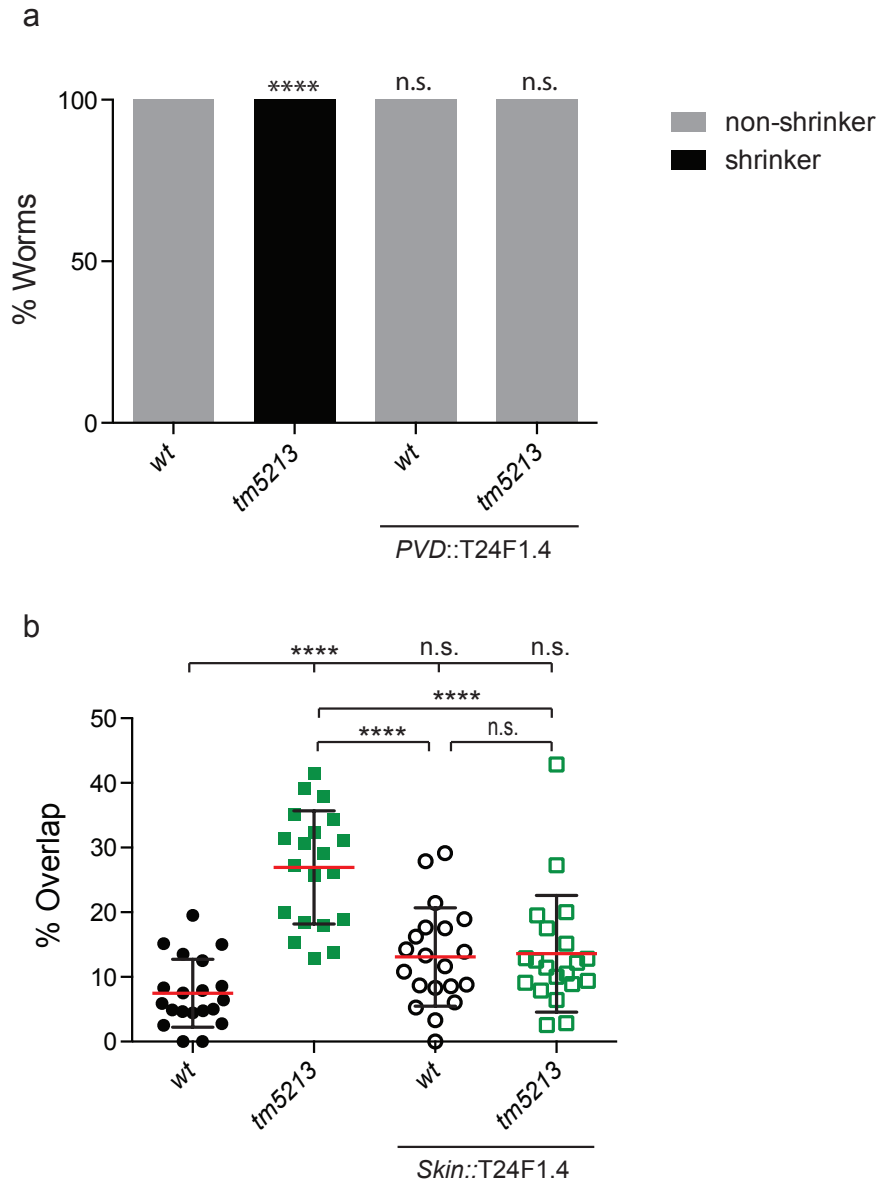 a
**** n.s. n.s.
100
50
0
% Worms
non-shrinker
shrinker
wt tm5213 wt tm5213
PVD::T24F1.4
b
**** n.s. n.s.
****
**** n.s.
50
40
30
20
10
0
% Overlap
wt tm5213 wt tm5213
Skin::T24F1.4